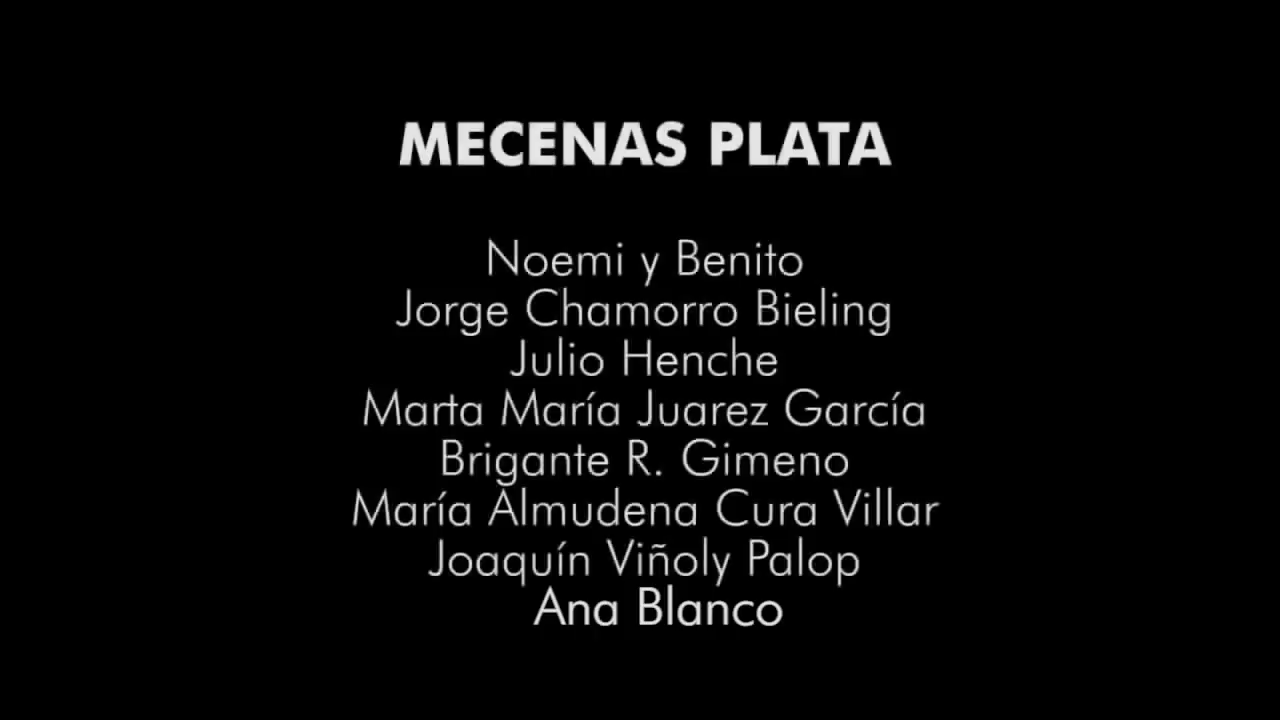 MECENAS PLATA
Noemi y Benito
Jorge Chamorro Bieling
Julio Henche
Marta María Juarez García
Brigante R. Gimeno
María Almudena Cura Villar
Joaquín Viñoly Palop
Ana Blanco